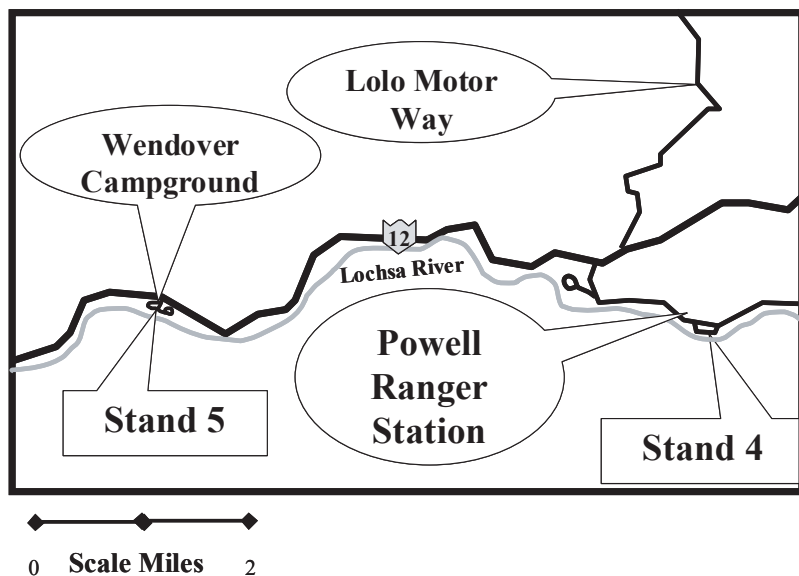 Lolo Motor
Way
Wendover
Campground
12
Lochsa River
Powell
Ranger
Station
Stand 5
Stand 4
0 Scale Miles 2